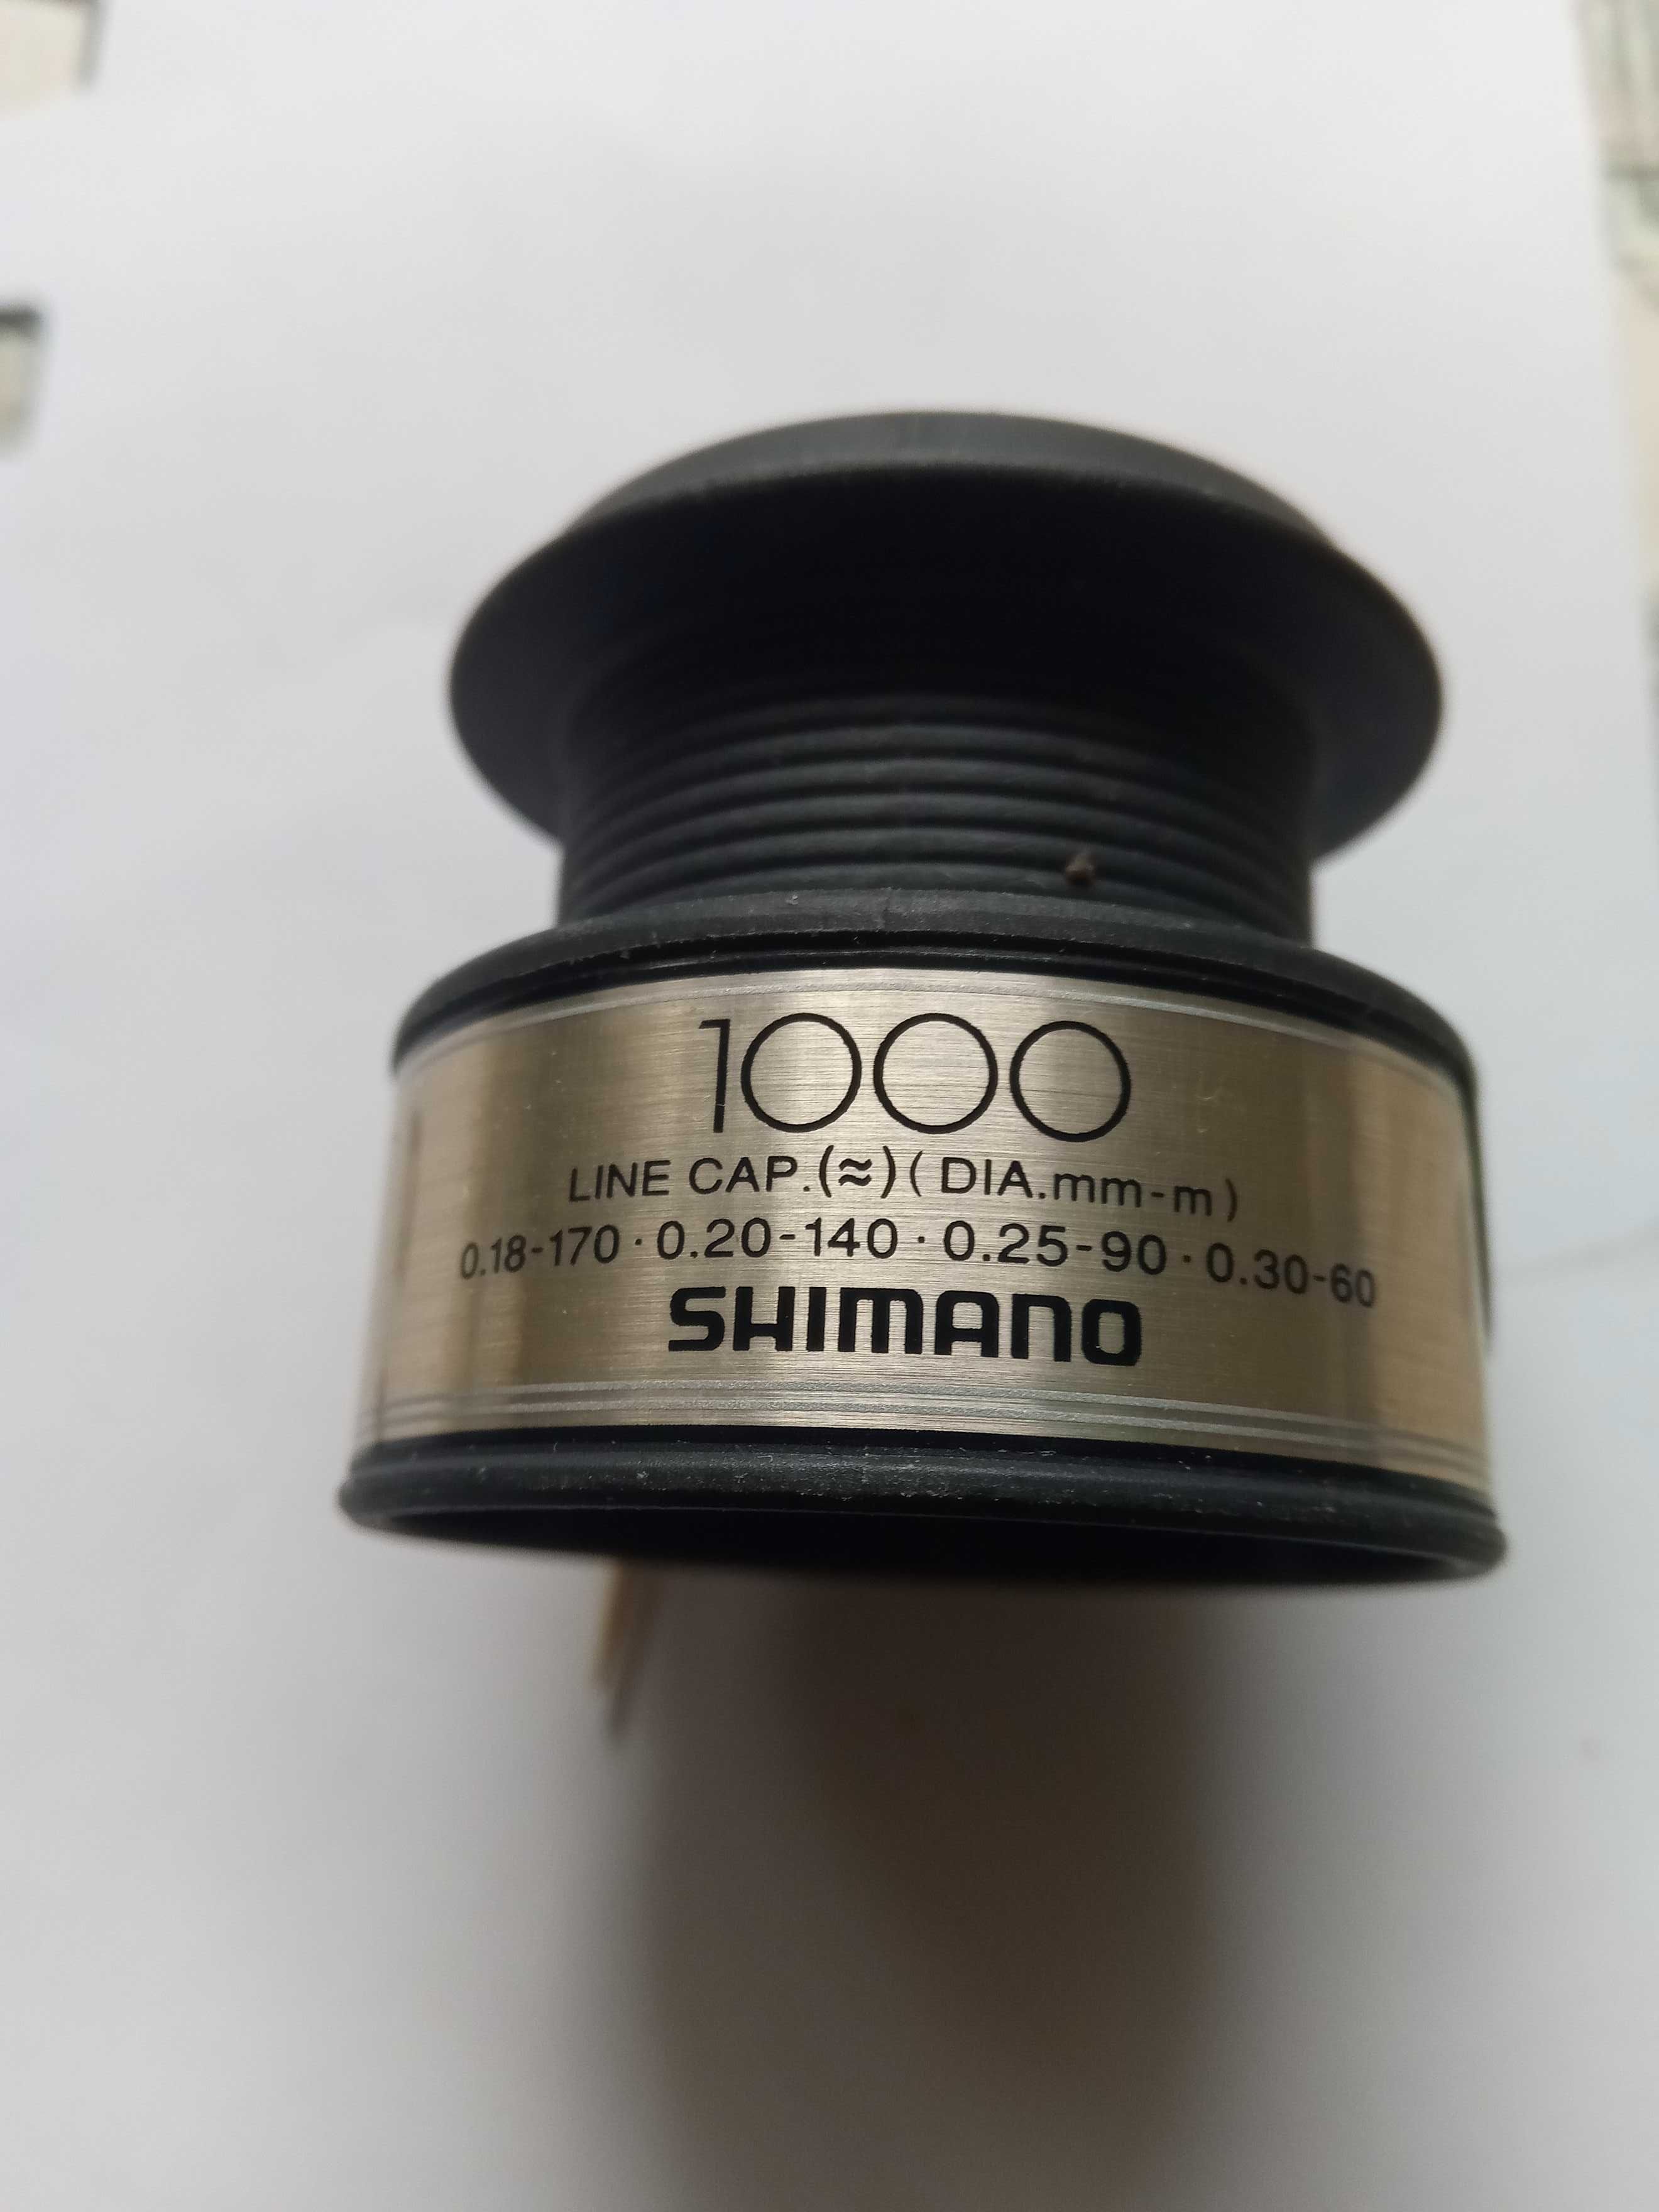 1000
LINE CAP.(≈)(DIA.mm-m)
0.18-170·0.20-140·0.25-90·0.30-60
SHIMANO